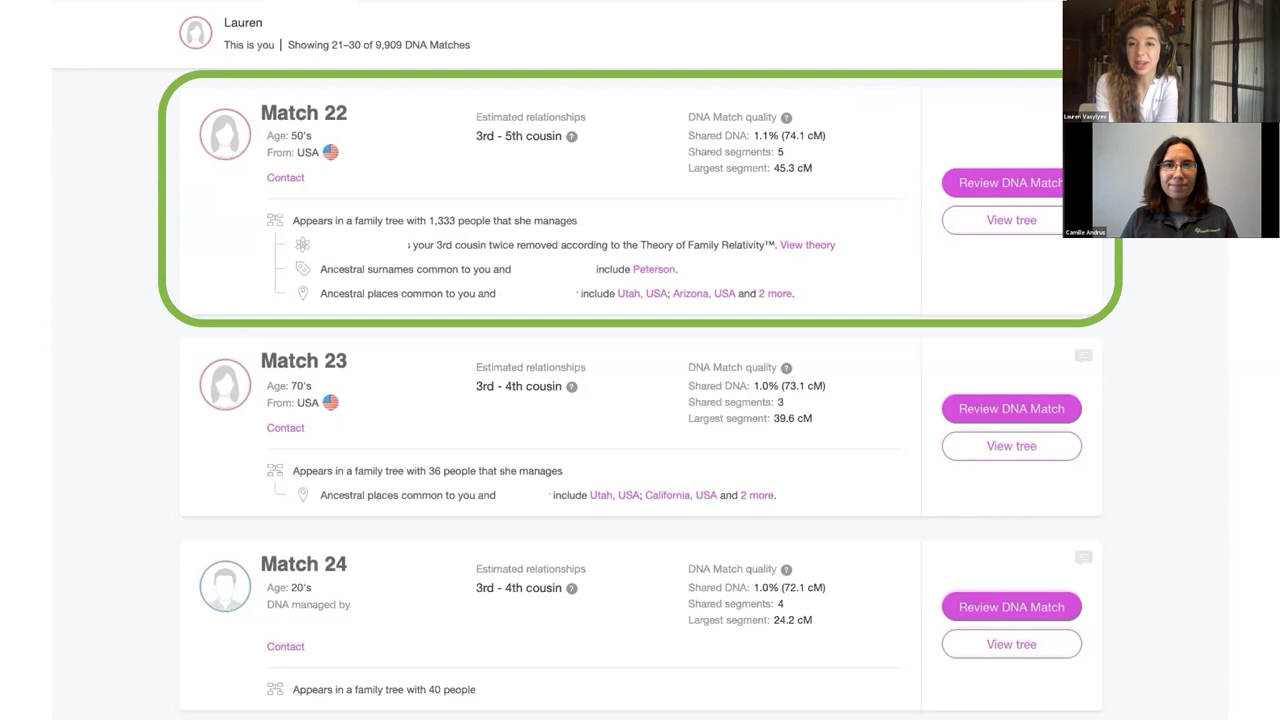 Lauren
This is you | Showing 21–30 of 9,909 DNA Matches
Match 22
Age: 50's
From: USA
Contact
Estimated relationships
3rd - 5th cousin ?
DNA Match quality ?
Shared DNA: 1.1% (74.1 cM)
Shared segments: 5
Largest segment: 45.3 cM
Review DNA Match
View tree
Appears in a family tree with 1,333 people that she manages
your 3rd cousin twice removed according to the Theory of Family Relativity™. View theory
Ancestral surnames common to you and include Peterson.
Ancestral places common to you and include Utah, USA; Arizona, USA and 2 more.
Lauren Vasylyev
Camille Andrus
Match 23
Age: 70's
From: USA
Contact
Estimated relationships
3rd - 4th cousin ?
DNA Match quality ?
Shared DNA: 1.0% (73.1 cM)
Shared segments: 3
Largest segment: 39.6 cM
Review DNA Match
View tree
Appears in a family tree with 36 people that she manages
Ancestral places common to you and include Utah, USA; California, USA and 2 more.
Match 24
Age: 20's
DNA managed by
Contact
Estimated relationships
3rd - 4th cousin ?
DNA Match quality ?
Shared DNA: 1.0% (72.1 cM)
Shared segments: 4
Largest segment: 24.2 cM
Review DNA Match
View tree
Appears in a family tree with 40 people